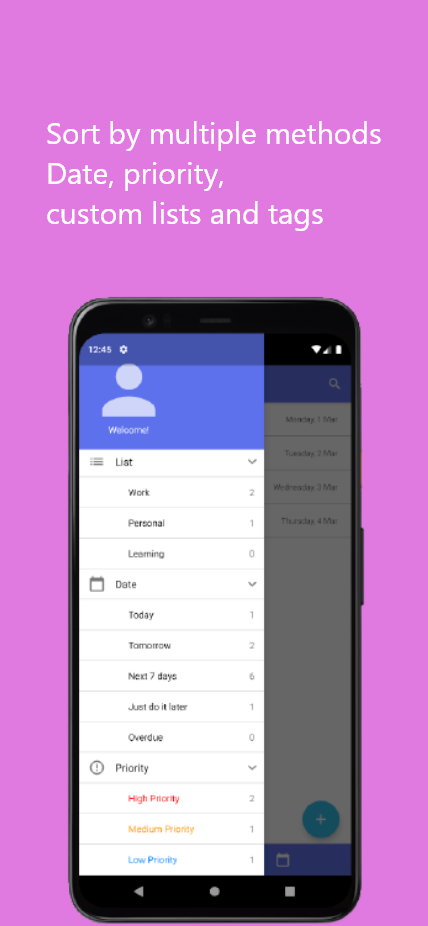 Sort by multiple methods
Date, priority,
custom lists and tags
12:45
Welcome!
List
Work 2
Personal 1
Learning 0
Date
Today 1
Tomorrow 2
Next 7 days 6
Just do it later 1
Overdue 0
Priority
High Priority 2
Medium Priority 1
Low Priority 1
Monday, 1 Mar
Tuesday, 2 Mar
Wednesday, 3 Mar
Thursday, 4 Mar